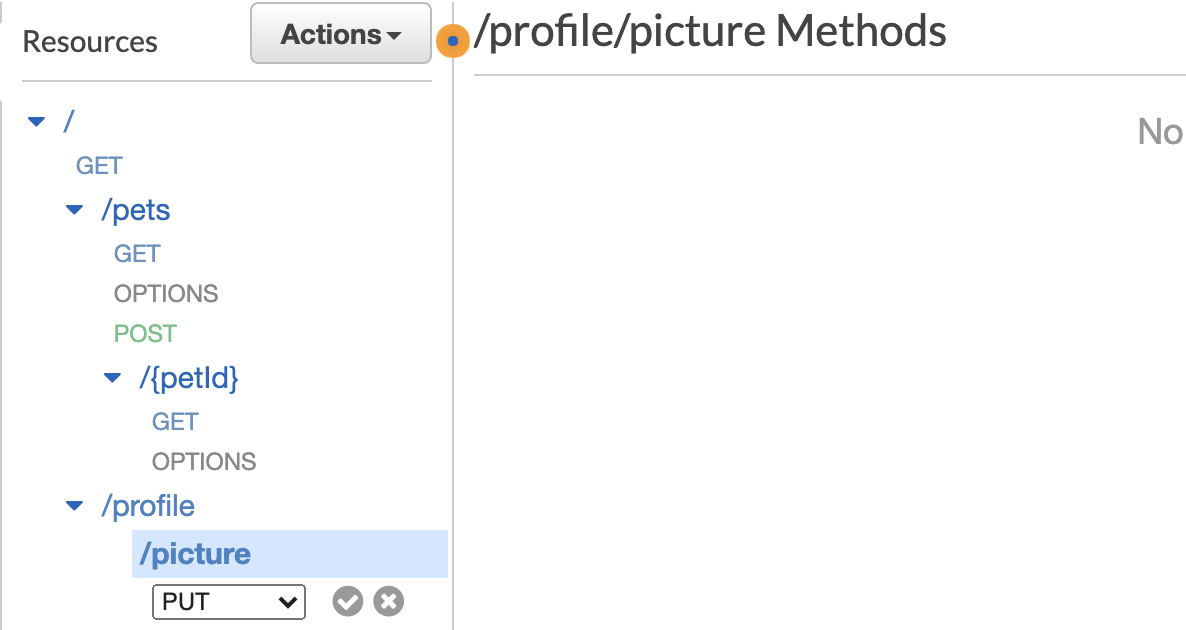 Resources
Actions
/profile/picture Methods
No
/
GET
/pets
GET
OPTIONS
POST
/{petId}
GET
OPTIONS
/profile
/picture
PUT